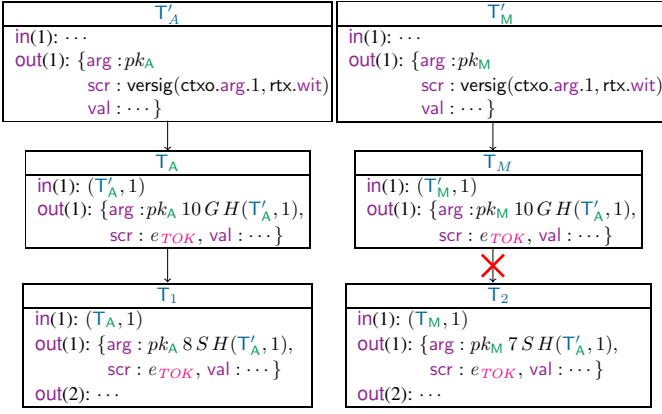 T′A
in(1): ···
out(1): {arg : pkA
scr : versig(ctxo.arg.1, rtx.wit)
val : ···}
T′M
in(1): ···
out(1): {arg : pkM
scr : versig(ctxo.arg.1, rtx.wit)
val : ···}
TA
in(1): (T′A, 1)
out(1): {arg : pkA 10 G H(T′A, 1),
scr : eTOK, val : ···}
TM
in(1): (T′M, 1)
out(1): {arg : pkM 10 G H(T′A, 1),
scr : eTOK, val : ···}
T1
in(1): (TA, 1)
out(1): {arg : pkA 8 S H(T′A, 1),
scr : eTOK, val : ···}
out(2): ···
T2
in(1): (TM, 1)
out(1): {arg : pkM 7 S H(T′A, 1),
scr : eTOK, val : ···}
out(2): ···